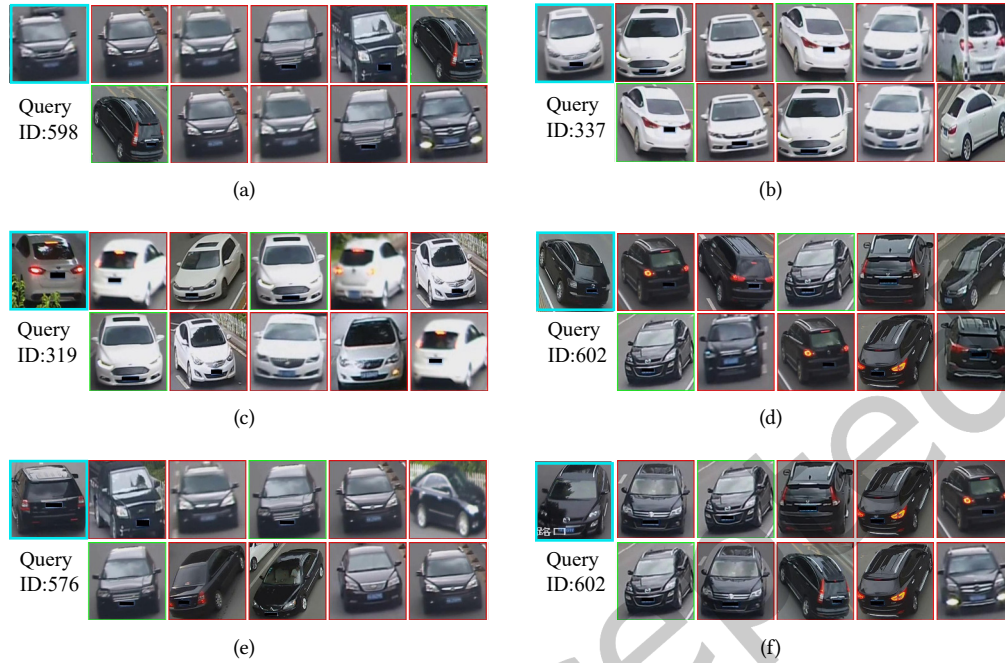 Query
ID:598
(a)
Query
ID:337
(b)
Query
ID:319
(c)
Query
ID:602
(d)
Query
ID:576
(e)
路口
Query
ID:602
(f)